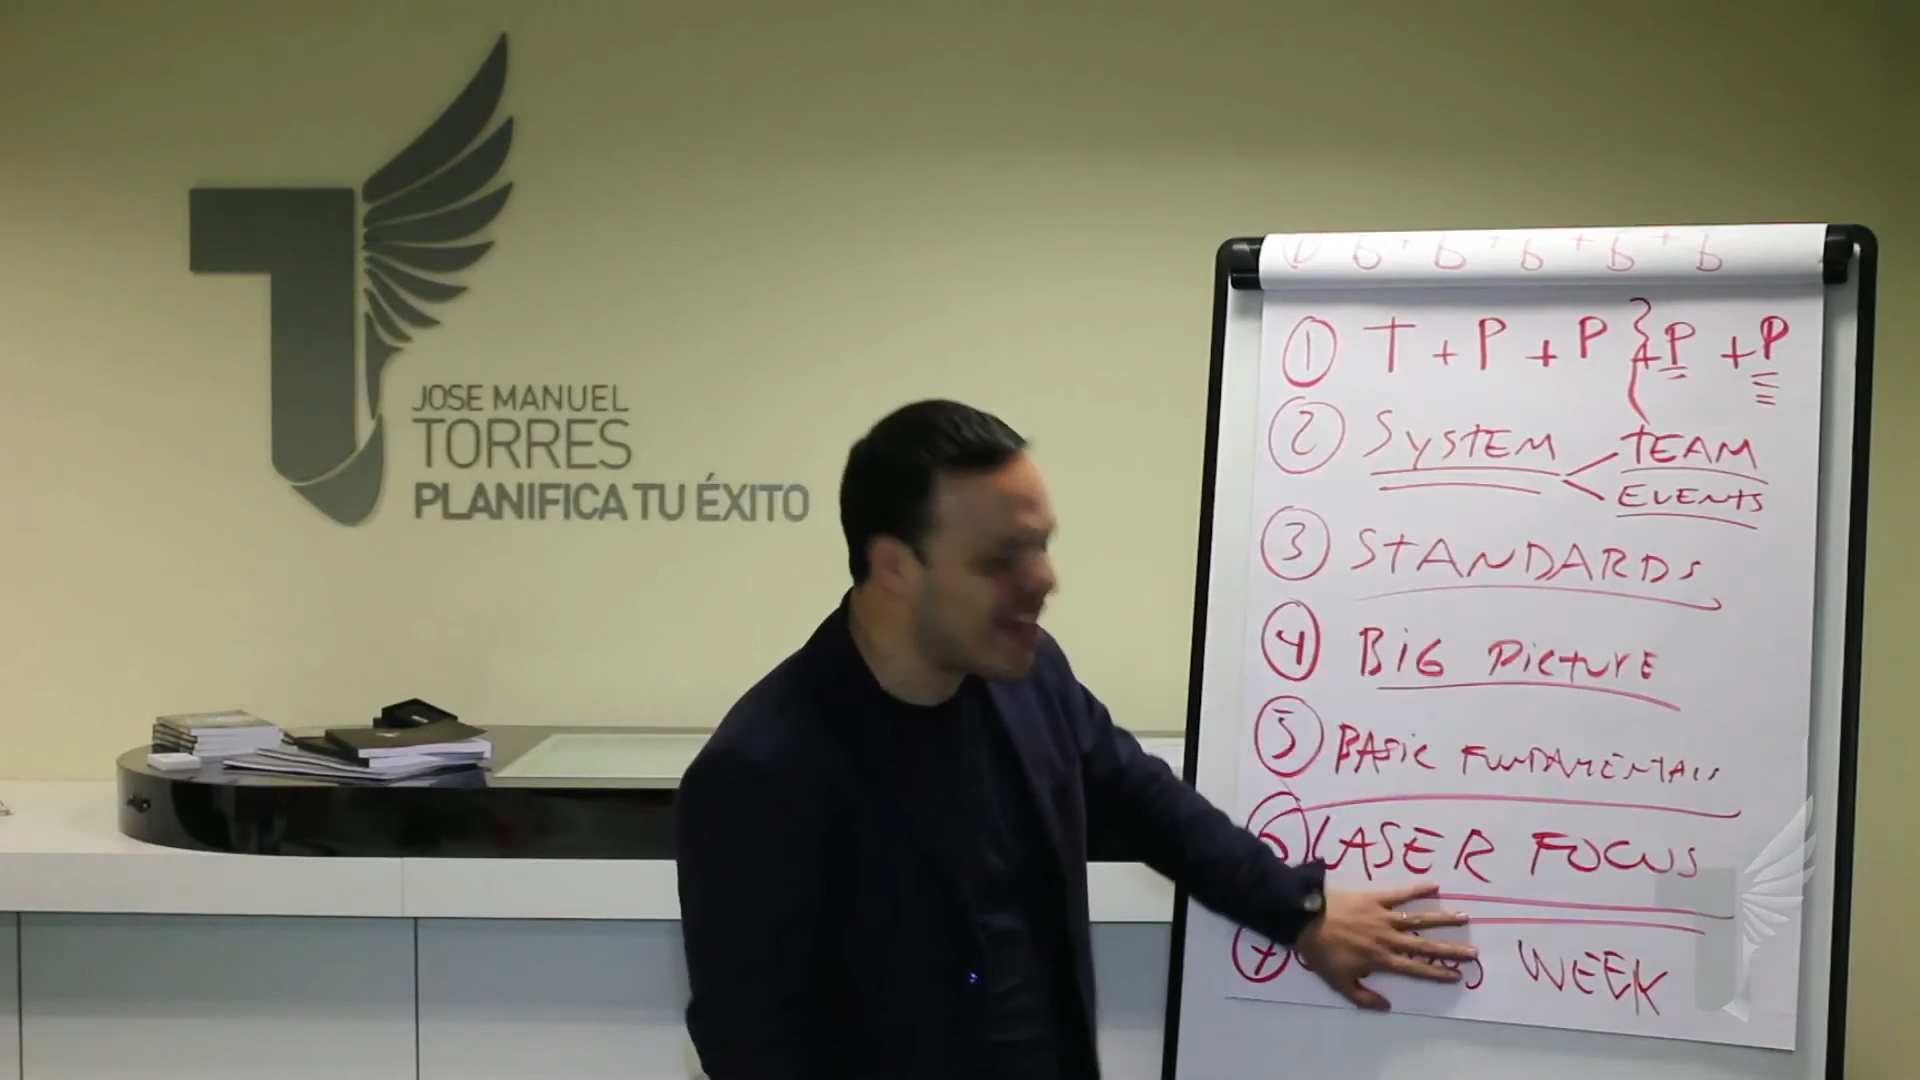 JOSE MANUEL
TORRES
PLANIFICA TU ÉXITO
1 T + P + P } + P + P
2 SYSTEM TEAM
EVENTS
3 STANDARDS
4 BIG PICTURE
5 BASIC FUNDAMENTALS
6 LASER FOCUS
7 WEEK